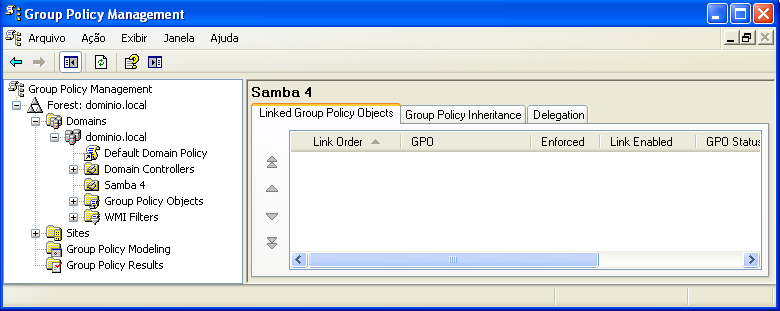 Group Policy Management
Arquivo Ação Exibir Janela Ajuda
Group Policy Management
Forest: dominio.local
Domains
dominio.local
Default Domain Policy
Domain Controllers
Samba 4
Group Policy Objects
WMI Filters
Sites
Group Policy Modeling
Group Policy Results
Samba 4
Linked Group Policy Objects Group Policy Inheritance Delegation
Link Order GPO Enforced Link Enabled GPO Status